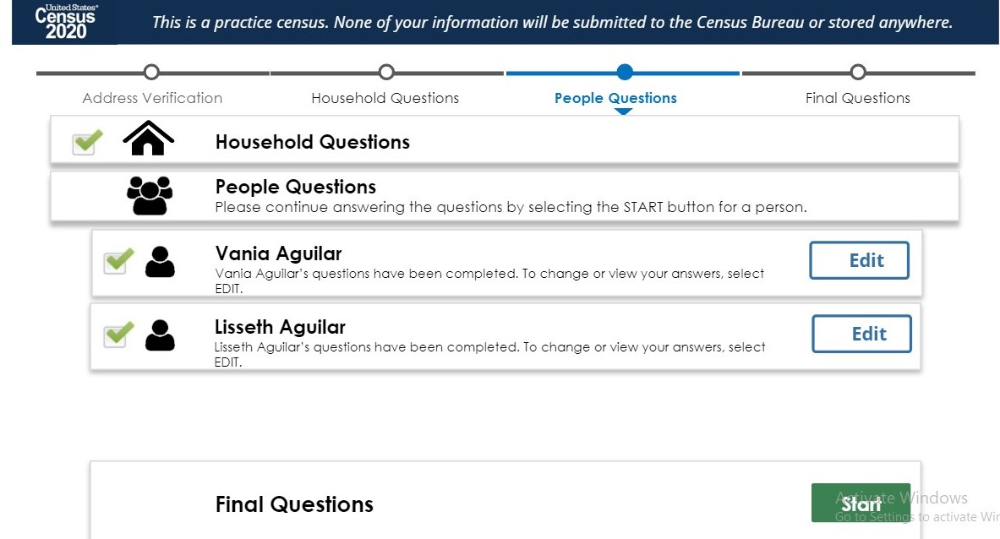 United States®
Census
2020
This is a practice census. None of your information will be submitted to the Census Bureau or stored anywhere.
Address Verification
Household Questions
People Questions
Final Questions
Household Questions
People Questions
Please continue answering the questions by selecting the START button for a person.
Vania Aguilar
Vania Aguilar's questions have been completed. To change or view your answers, select
EDIT.
Edit
Lisseth Aguilar
Lisseth Aguilar's questions have been completed. To change or view your answers, select
EDIT.
Edit
Final Questions
Start
Activate Windows
Go to Settings to activate Wir